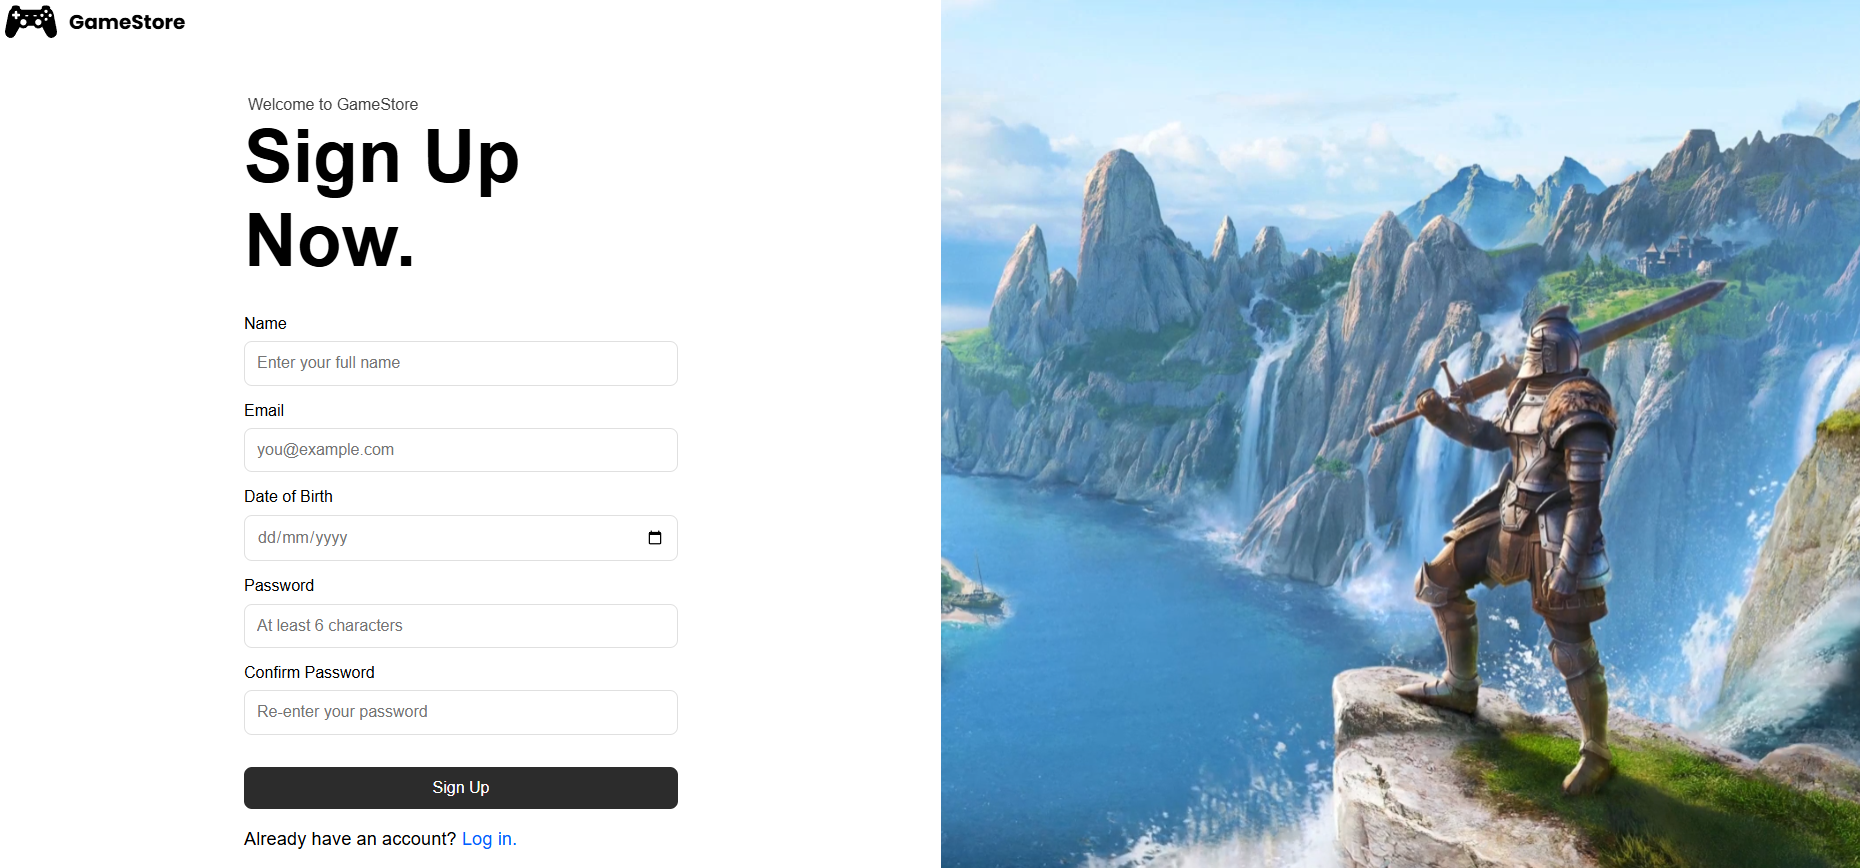 GameStore
Welcome to GameStore
Sign Up
Now.
Name
Enter your full name
Email
you@example.com
Date of Birth
dd/mm/yyyy
Password
At least 6 characters
Confirm Password
Re-enter your password
Sign Up
Already have an account? Log in.